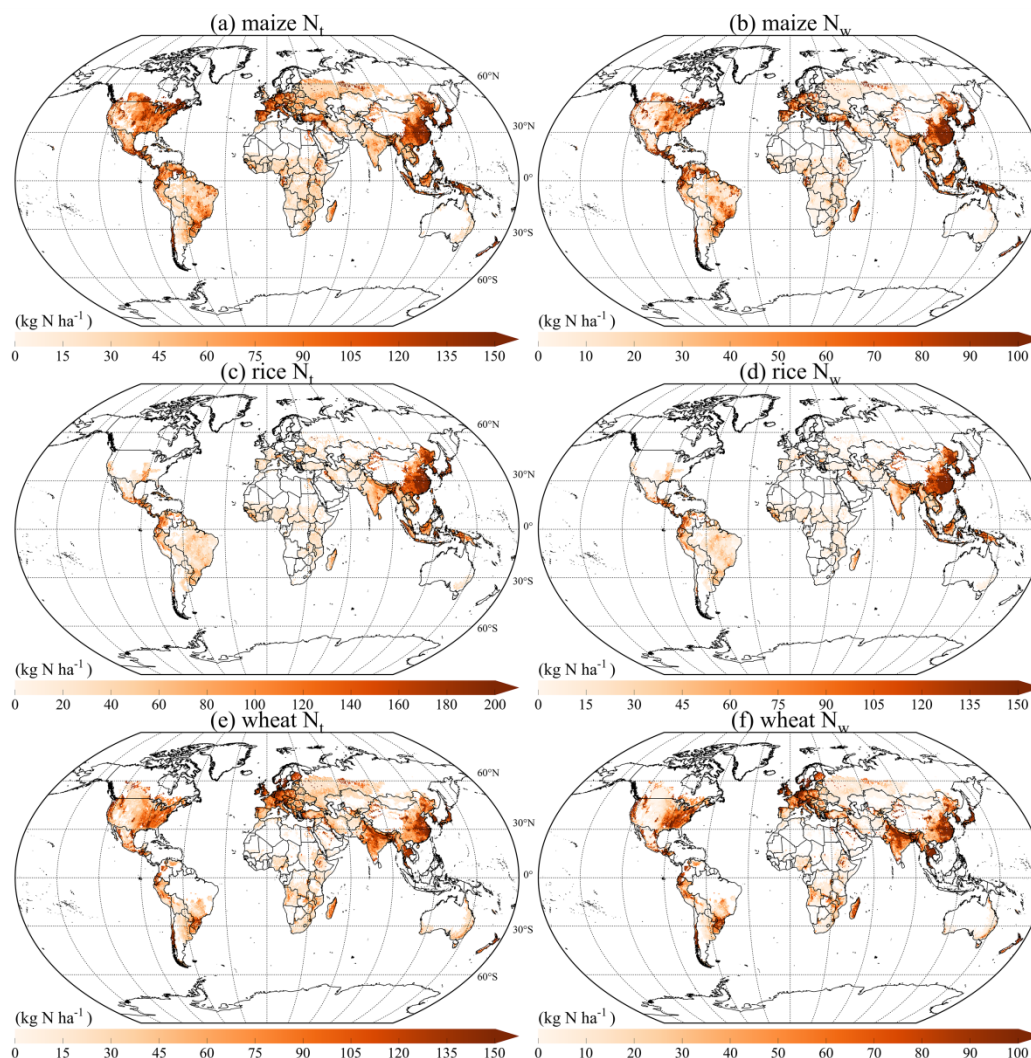 (a) maize Nₜ
(b) maize N_w
60°N
30°N
0°
30°S
60°S
(kg N ha⁻¹)
0 15 30 45 60 75 90 105 120 135 150
(kg N ha⁻¹)
0 10 20 30 40 50 60 70 80 90 100
(c) rice Nₜ
(d) rice N_w
60°N
30°N
0°
30°S
60°S
(kg N ha⁻¹)
0 20 40 60 80 100 120 140 160 180 200
(kg N ha⁻¹)
0 15 30 45 60 75 90 105 120 135 150
(e) wheat Nₜ
(f) wheat N_w
60°N
30°N
0°
30°S
60°S
(kg N ha⁻¹)
0 15 30 45 60 75 90 105 120 135 150
(kg N ha⁻¹)
0 10 20 30 40 50 60 70 80 90 100